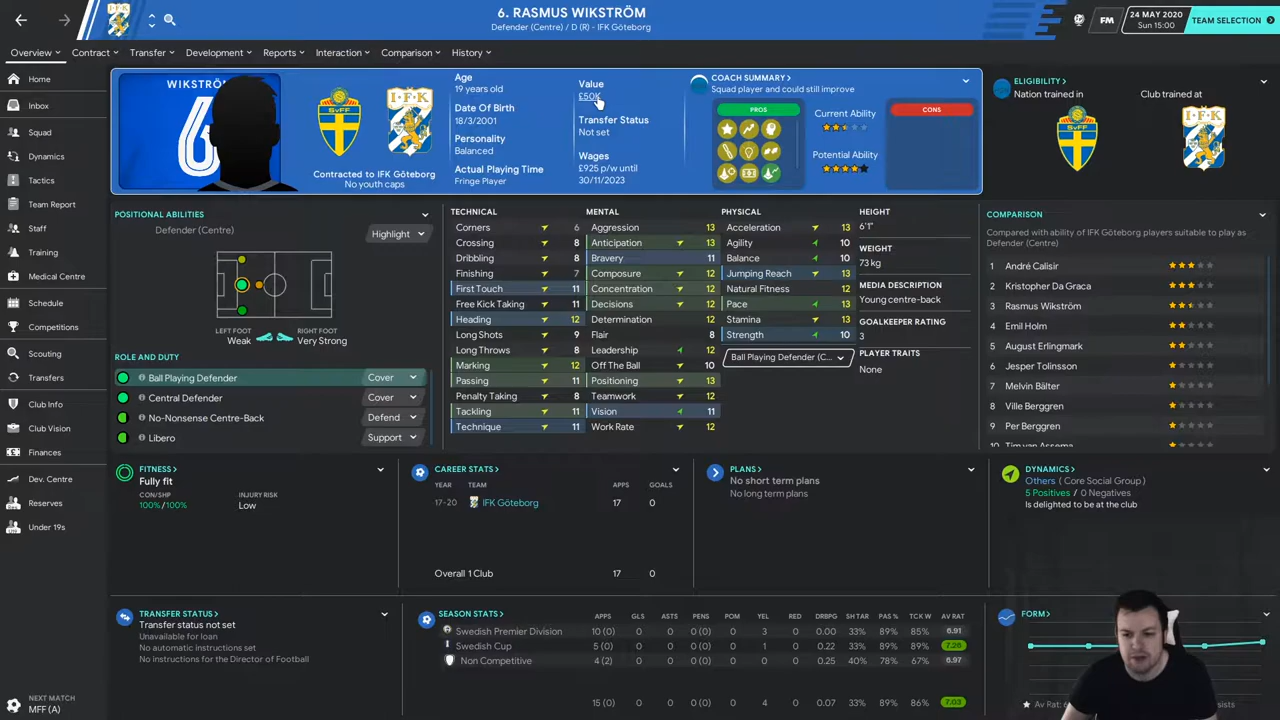 6. RASMUS WIKSTRÖM
Defender (Centre) / D (R) - IFK Göteborg
FM
24 MAY 2020
Sun 15:00
TEAM SELECTION
Overview
Contract
Transfer
Development
Reports
Interaction
Comparison
History
Home
Inbox
Squad
Dynamics
Tactics
Team Report
Staff
Training
Medical Centre
Schedule
Competitions
Scouting
Transfers
Club Info
Club Vision
Finances
Dev. Centre
Reserves
Under 19s
NEXT MATCH
MFF (A)
WIKSTRÖM
6
SvFF
I.F.K
Contracted to IFK Göteborg
No youth caps
Age
19 years old
Date Of Birth
18/3/2001
Personality
Balanced
Actual Playing Time
Fringe Player
Value
£50K
Transfer Status
Not set
Wages
£925 p/w until
30/11/2023
COACH SUMMARY>
Squad player and could still improve
PROS
Current Ability
Potential Ability
CONS
ELIGIBILITY>
Nation trained in
Club trained at
SvFF
I.F.K
POSITIONAL ABILITIES
Defender (Centre)
Highlight
LEFT FOOT
Weak
RIGHT FOOT
Very Strong
ROLE AND DUTY
Ball Playing Defender Cover
Central Defender Cover
No-Nonsense Centre-Back Defend
Libero Support
TECHNICAL
Corners 6
Crossing 8
Dribbling 8
Finishing 7
First Touch 11
Free Kick Taking 11
Heading 12
Long Shots 9
Long Throws 8
Marking 12
Passing 11
Penalty Taking 8
Tackling 11
Technique 11
MENTAL
Aggression 13
Anticipation 13
Bravery 11
Composure 12
Concentration 12
Decisions 12
Determination 12
Flair 8
Leadership 12
Off The Ball 10
Positioning 13
Teamwork 12
Vision 11
Work Rate 12
PHYSICAL
Acceleration 13
Agility 10
Balance 10
Jumping Reach 13
Natural Fitness 12
Pace 13
Stamina 13
Strength 10
Ball Playing Defender (C...
HEIGHT
6'1"
WEIGHT
73 kg
MEDIA DESCRIPTION
Young centre-back
GOALKEEPER RATING
3
PLAYER TRAITS
None
COMPARISON
Compared with ability of IFK Göteborg players suitable to play as
Defender (Centre)
1 André Calisir
2 Kristopher Da Graca
3 Rasmus Wikström
4 Emil Holm
5 August Erlingmark
6 Jesper Tolinsson
7 Melvin Bälter
8 Ville Berggren
9 Per Berggren
10 Tim van Assema
FITNESS>
Fully fit
CON/SHP
100%/100%
INJURY RISK
Low
CAREER STATS>
YEAR TEAM APPS GOALS
17-20 IFK Göteborg 17 0
Overall 1 Club 17 0
PLANS>
No short term plans
No long term plans
DYNAMICS>
Others ( Core Social Group )
5 Positives / 0 Negatives
Is delighted to be at the club
TRANSFER STATUS>
Transfer status not set
Unavailable for loan
No automatic instructions set
No instructions for the Director of Football
SEASON STATS>
APPS GLS ASTS PENS POM YEL RED DRBPG SH TAR PAS % TCK W AV RAT
Swedish Premier Division 10 (0) 0 0 0 (0) 0 3 0 0.00 33% 89% 85% 6.91
Swedish Cup 5 (0) 0 0 0 (0) 0 1 0 0.22 33% 89% 89% 7.26
Non Competitive 4 (2) 0 0 0 (0) 0 0 0 0.25 40% 78% 67% 6.97
15 (0) 0 0 0 (0) 0 4 0 0.07 33% 89% 86% 7.03
FORM>
Av Rat: